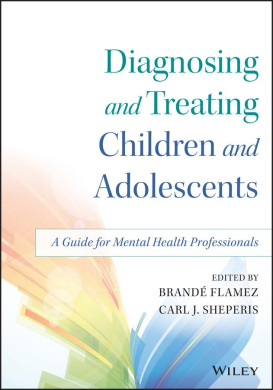 Diagnosing
and Treating
Children and
Adolescents
A Guide for Mental Health Professionals
EDITED BY
BRANDÉ FLAMEZ
CARL J. SHEPERIS
WILEY